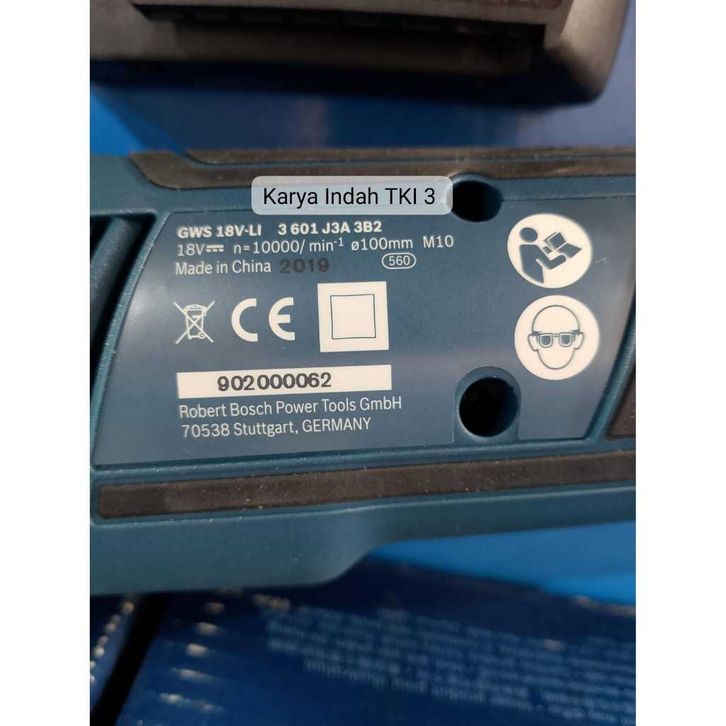 Karya Indah TKI 3
GWS 18V-LI 3 601 J3A 3B2
18V⎓ n=10000/min⁻¹ ø100mm M10
Made in China 2019 560
CE
902000062
Robert Bosch Power Tools GmbH
70538 Stuttgart, GERMANY